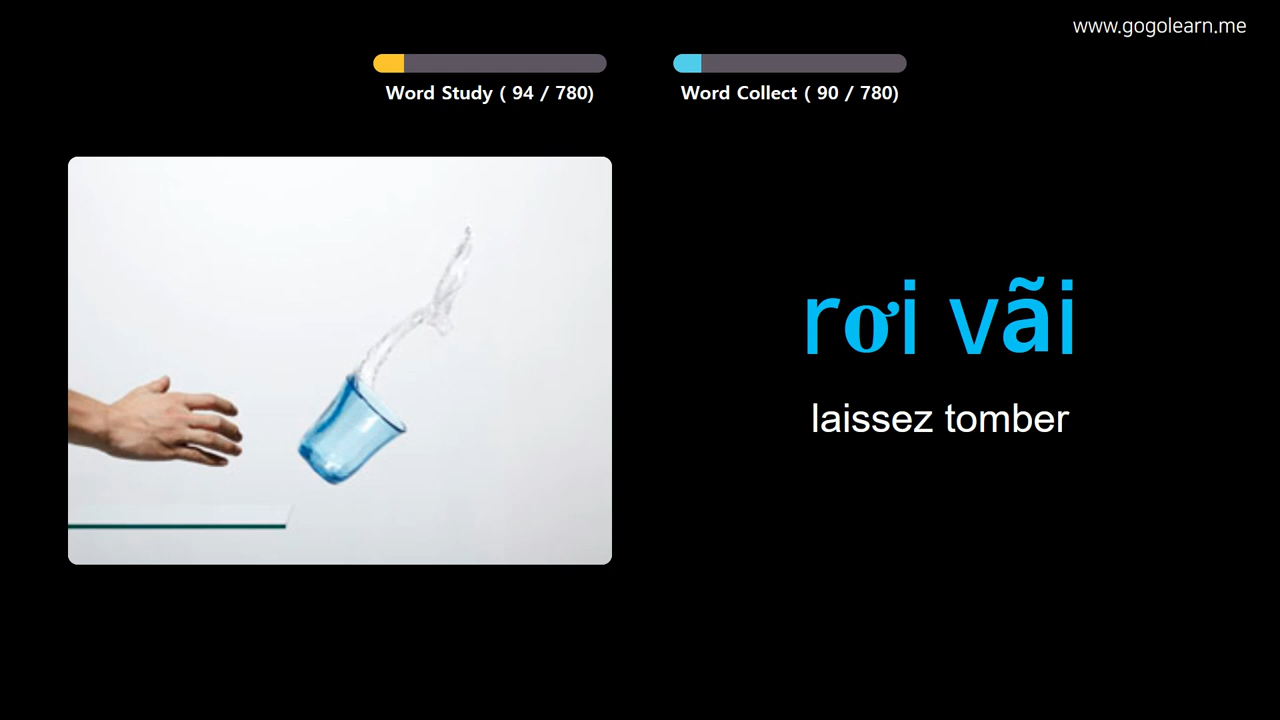 www.gogolearn.me
Word Study ( 94 / 780)
Word Collect ( 90 / 780)
rơi vãi
laissez tomber